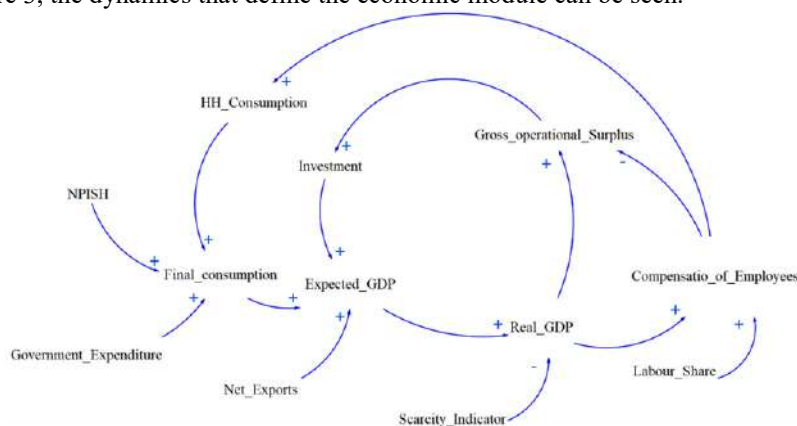 e 3, the dynamics that define the economic module can be seen.
+
HH_Consumption
Gross_operational_Surplus
+
Investment
+
-
NPISH
+
+
+
Final_consumption
Expected_GDP
Compensatio_of_Employees
+
+
+
+
Real_GDP
+
+
Government_Expenditure
-
Labour_Share
Net_Exports
Scarcity_Indicator